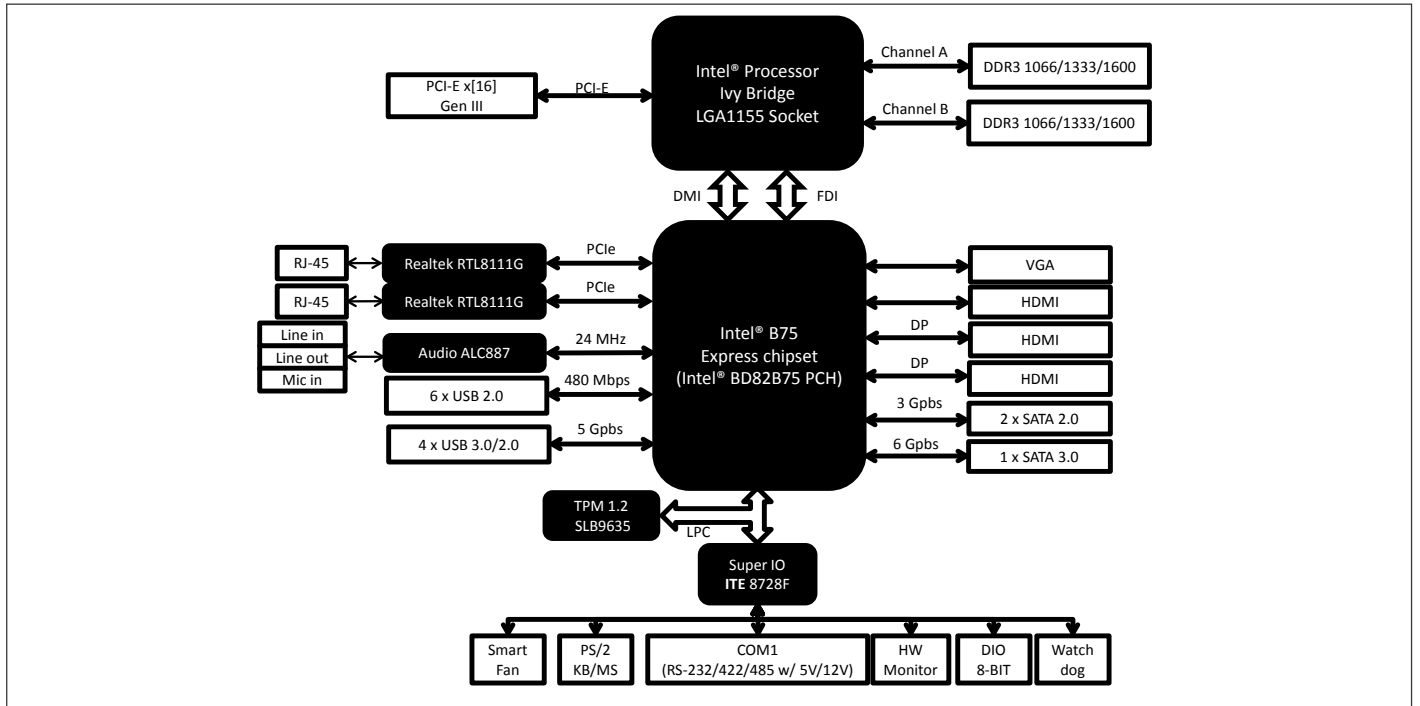 Intel® Processor
Ivy Bridge
LGA1155 Socket
PCI-E x[16]
Gen III
PCI-E
Channel A
DDR3 1066/1333/1600
Channel B
DDR3 1066/1333/1600
DMI
FDI
RJ-45
Realtek RTL8111G
PCIe
RJ-45
Realtek RTL8111G
PCIe
Line in
Line out
Mic in
Audio ALC887
24 MHz
6 x USB 2.0
480 Mbps
4 x USB 3.0/2.0
5 Gpbs
Intel® B75
Express chipset
(Intel® BD82B75 PCH)
VGA
HDMI
DP
HDMI
DP
HDMI
3 Gpbs
2 x SATA 2.0
6 Gpbs
1 x SATA 3.0
TPM 1.2
SLB9635
LPC
Super IO
ITE 8728F
Smart
Fan
PS/2
KB/MS
COM1
(RS-232/422/485 w/ 5V/12V)
HW
Monitor
DIO
8-BIT
Watch
dog